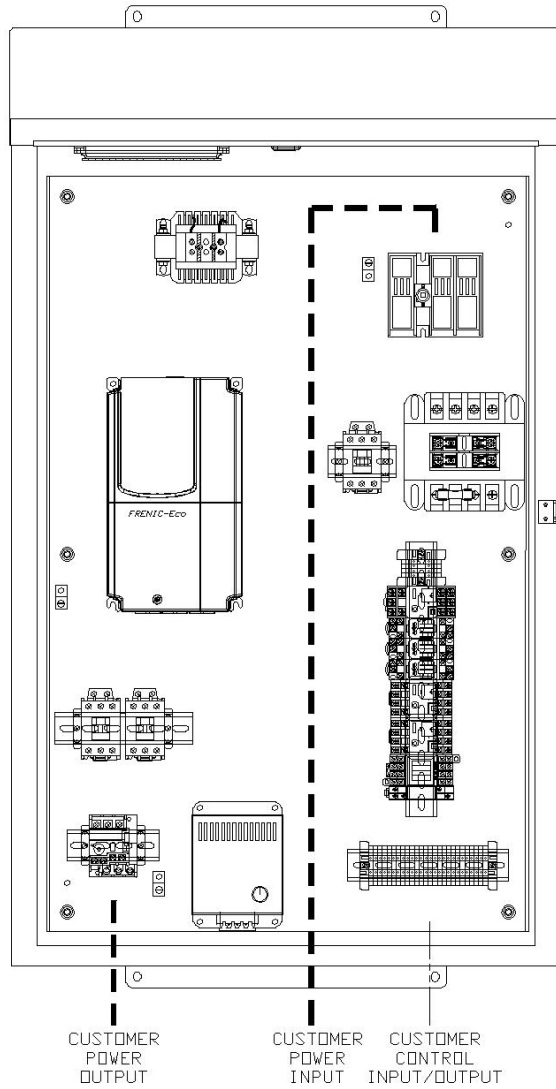 FRENIC-Eco
CUSTOMER
POWER
OUTPUT
CUSTOMER
POWER
INPUT
CUSTOMER
CONTROL
INPUT/OUTPUT